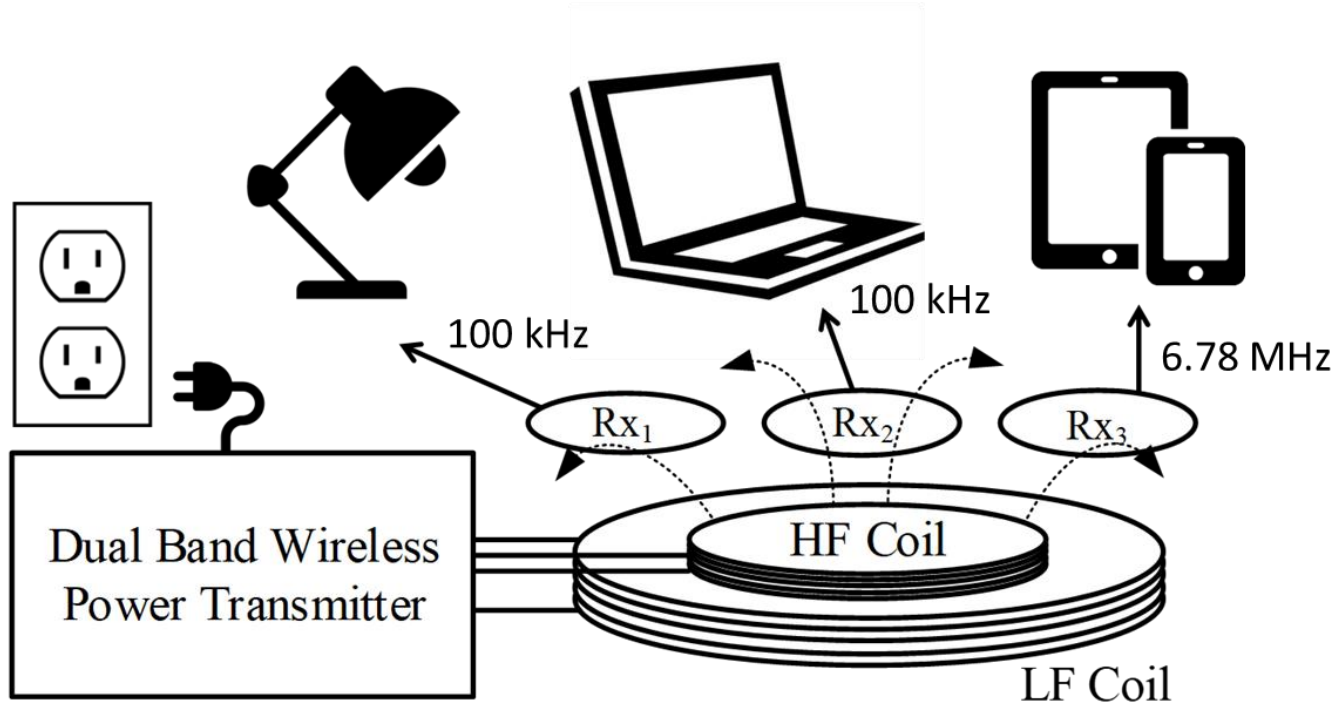 100 kHz
100 kHz
6.78 MHz
Rx₁
Rx₂
Rx₃
Dual Band Wireless
Power Transmitter
HF Coil
LF Coil